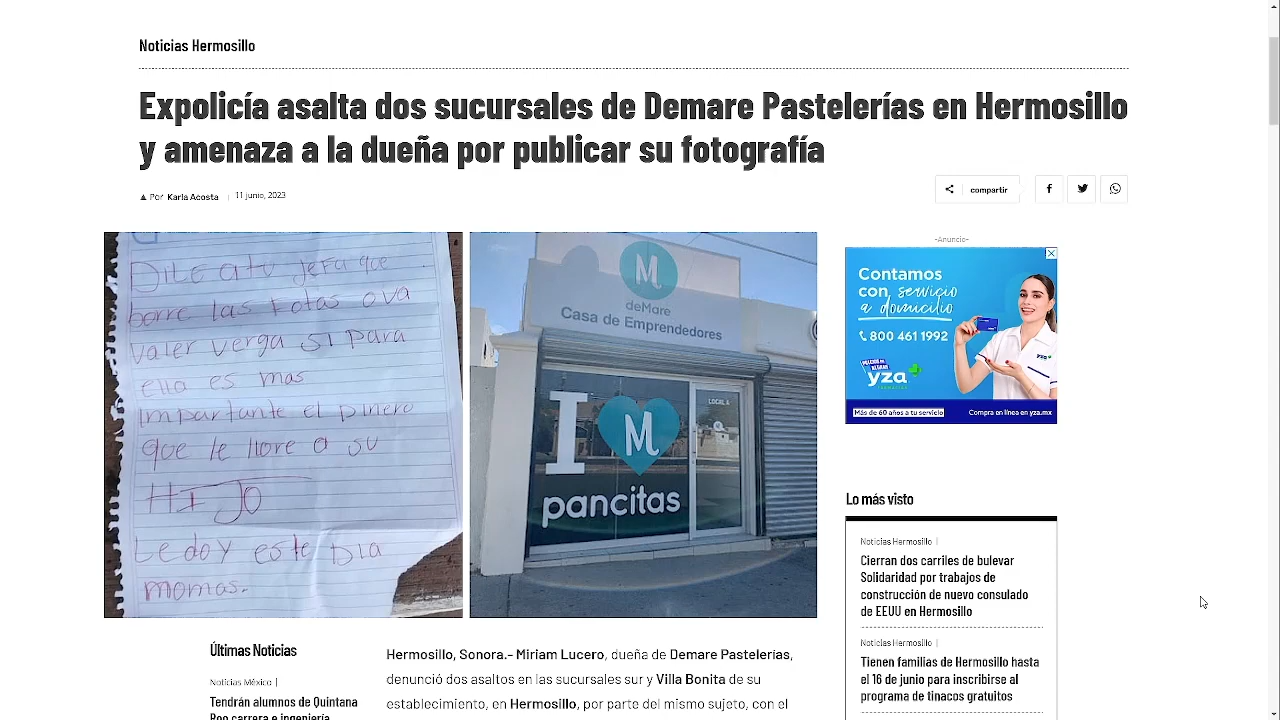 Noticias Hermosillo
Expolicía asalta dos sucursales de Demare Pastelerías en Hermosillo
y amenaza a la dueña por publicar su fotografía
Por Karla Acosta
11 junio, 2023
compartir
DILE atu jefa que
borre las fotas ova
valer verga si para
ella es mas
importante el dinero
que le llore a su
HIJO
Le doy este Dia
momas.
M
deMare
Casa de Emprendedores
LOCAL A
I M
pancitas
-Anuncio-
Contamos
con servicio
a domicilio
800 461 1992
yza
Más de 60 años a tu servicio
Compra en línea en yza.mx
Lo más visto
Noticias Hermosillo
Cierran dos carriles de bulevar
Solidaridad por trabajos de
construcción de nuevo consulado
de EEUU en Hermosillo
Noticias Hermosillo
Tienen familias de Hermosillo hasta
el 16 de junio para inscribirse al
programa de tinacos gratuitos
Últimas Noticias
Noticias México
Tendrán alumnos de Quintana
Roo carrera e ingeniería
Hermosillo, Sonora.- Miriam Lucero, dueña de Demare Pastelerías,
denunció dos asaltos en las sucursales sur y Villa Bonita de su
establecimiento, en Hermosillo, por parte del mismo sujeto, con el